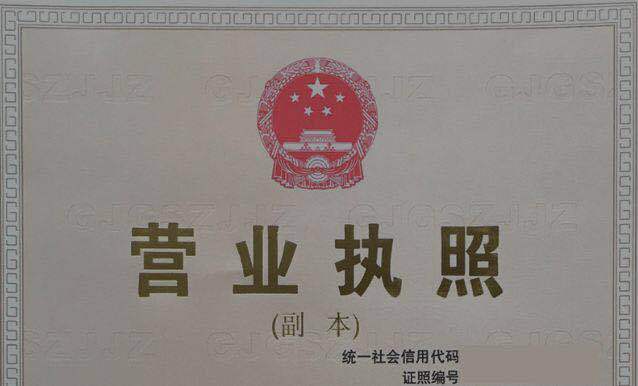 营业执照
(副 本)
统一社会信用代码
证照编号